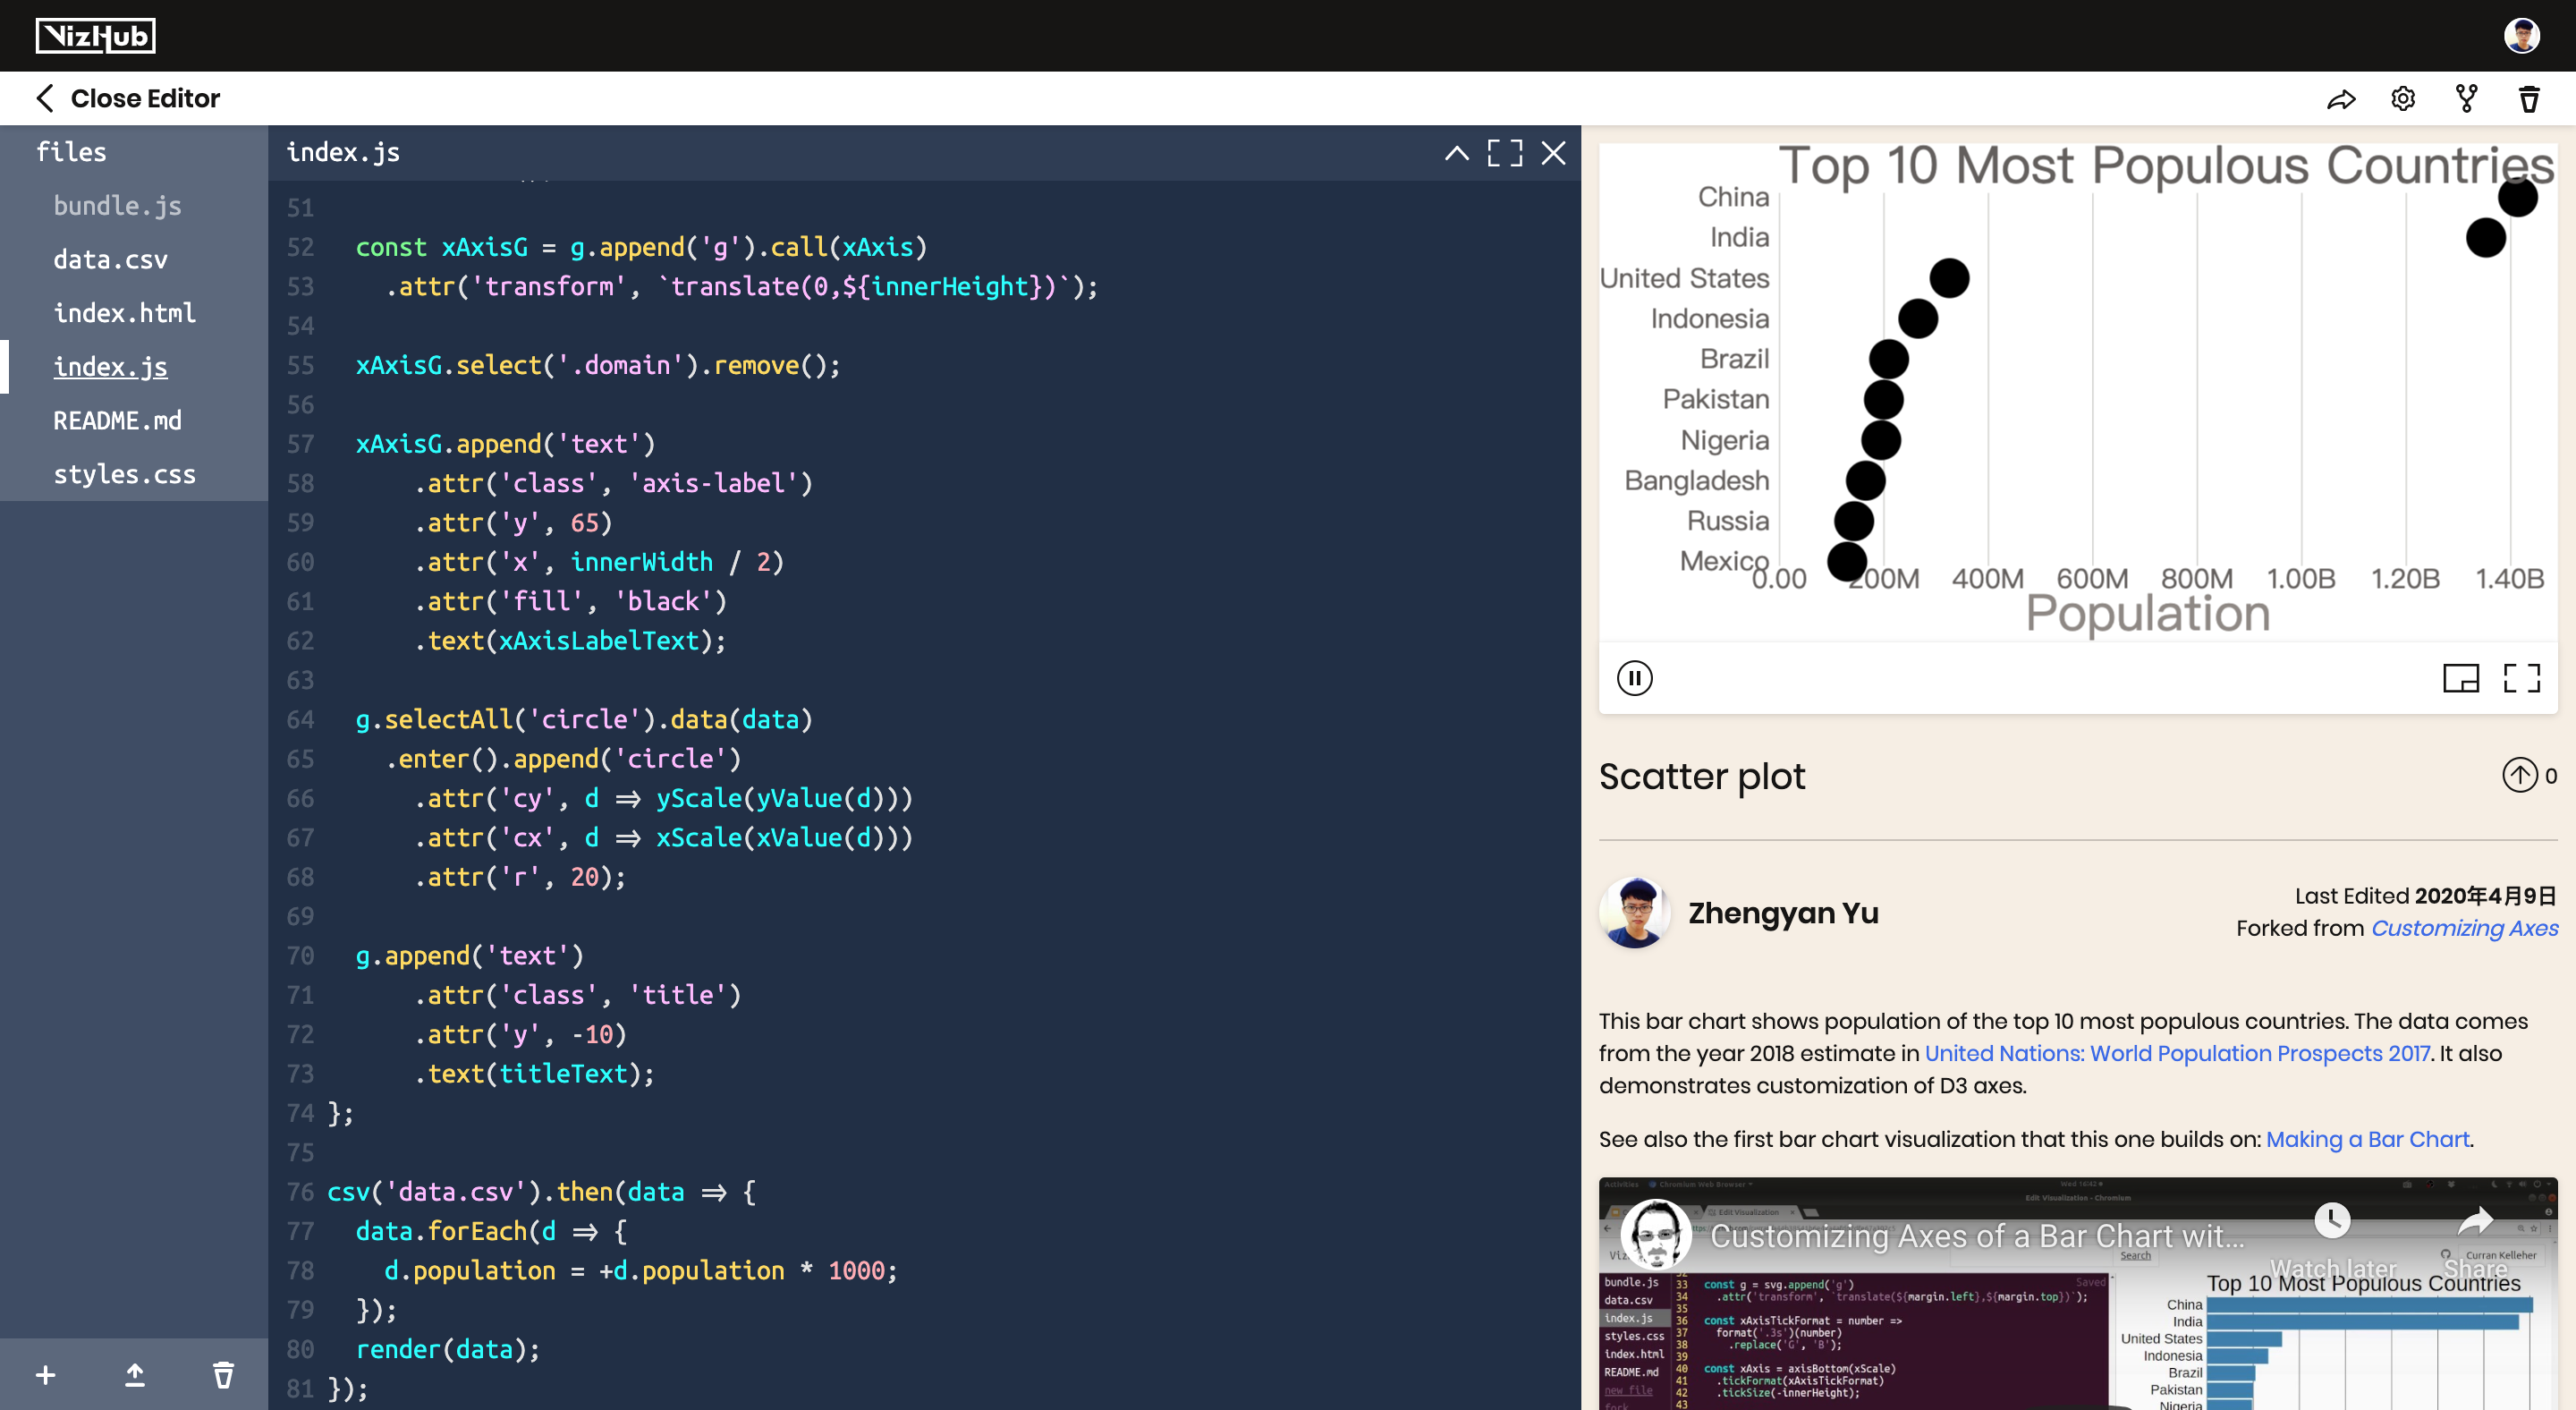 VizHub
Close Editor
files
bundle.js
data.csv
index.html
index.js
README.md
styles.css
index.js
51
52 const xAxisG = g.append('g').call(xAxis)
53 .attr('transform', `translate(0,${innerHeight})`);
54
55 xAxisG.select('.domain').remove();
56
57 xAxisG.append('text')
58 .attr('class', 'axis-label')
59 .attr('y', 65)
60 .attr('x', innerWidth / 2)
61 .attr('fill', 'black')
62 .text(xAxisLabelText);
63
64 g.selectAll('circle').data(data)
65 .enter().append('circle')
66 .attr('cy', d => yScale(yValue(d)))
67 .attr('cx', d => xScale(xValue(d)))
68 .attr('r', 20);
69
70 g.append('text')
71 .attr('class', 'title')
72 .attr('y', -10)
73 .text(titleText);
74 };
75
76 csv('data.csv').then(data => {
77 data.forEach(d => {
78 d.population = +d.population * 1000;
79 });
80 render(data);
81 });
Top 10 Most Populous Countries
China
India
United States
Indonesia
Brazil
Pakistan
Nigeria
Bangladesh
Russia
Mexico
0.00 200M 400M 600M 800M 1.00B 1.20B 1.40B
Population
Scatter plot
0
Zhengyan Yu
Last Edited 2020年4月9日
Forked from Customizing Axes
This bar chart shows population of the top 10 most populous countries. The data comes
from the year 2018 estimate in United Nations: World Population Prospects 2017. It also
demonstrates customization of D3 axes.
See also the first bar chart visualization that this one builds on: Making a Bar Chart.
Activities Chromium Web Browser
Edit Visualization - Chromium
Edit Visualization
Customizing Axes of a Bar Chart wit...
Watch later
Share
Search
Curran Kelleher
Saved
bundle.js
data.csv
index.js
styles.css
index.html
README.md
new file
fork
33 const g = svg.append('g')
34 .attr('transform', `translate(${margin.left},${margin.top})`);
35
36 const xAxisTickFormat = number =>
37 format('.3s')(number)
38 .replace('G', 'B');
39
40 const xAxis = axisBottom(xScale)
41 .tickFormat(xAxisTickFormat)
42 .tickSize(-innerHeight);
43
Top 10 Most Populous Countries
China
India
United States
Indonesia
Brazil
Pakistan
Nigeria